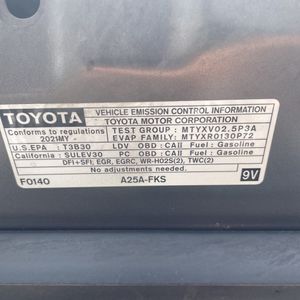 TOYOTA
VEHICLE EMISSION CONTROL INFORMATION
TOYOTA MOTOR CORPORATION
Conforms to regulations
2021MY
TEST GROUP : MTYXV02.5P3A
EVAP FAMILY: MTYXR0130P72
U.S.EPA : T3B30 LDV OBD : CAII Fuel : Gasoline
California : SULEV30 PC OBD : CAII Fuel : Gasoline
DFI+SFI, EGR, EGRC, WR-HO2S(2), TWC(2)
No adjustments needed.
F0140 A25A-FKS 9V